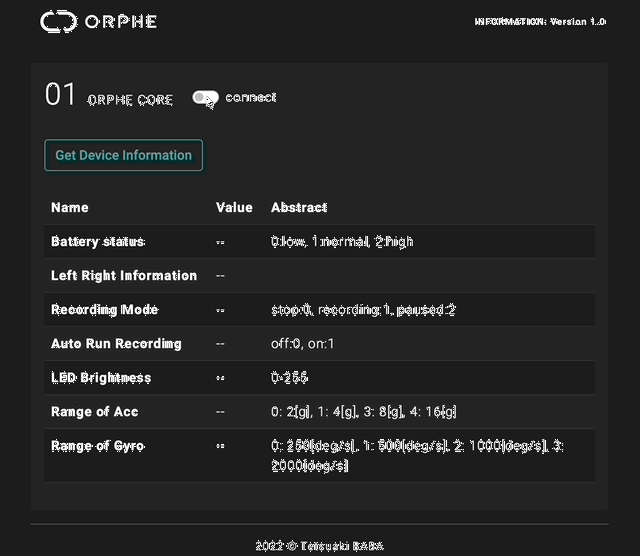 ORPHE
INFORMATION: Version 1.0
01 ORPHE CORE connect
Get Device Information
Name Value Abstract
Battery status -- 0:low, 1:normal, 2:high
Left Right Information --
Recording Mode -- stop:0, recording:1, paused:2
Auto Run Recording -- off:0, on:1
LED Brightness -- 0-255
Range of Acc -- 0: 2[g], 1: 4[g], 3: 8[g], 4: 16[g]
Range of Gyro -- 0: 250[deg/s], 1: 500[deg/s], 2: 1000[deg/s], 3:
2000[deg/s]
2022 © Tetsuaki BABA